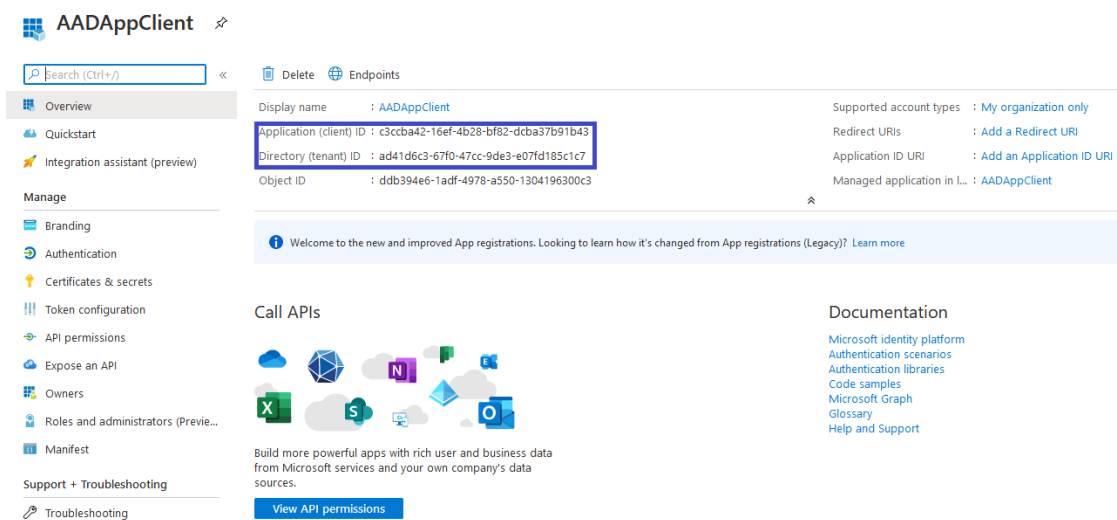 AADAppClient
Search (Ctrl+/)
«
Overview
Quickstart
Integration assistant (preview)
Manage
Branding
Authentication
Certificates & secrets
Token configuration
API permissions
Expose an API
Owners
Roles and administrators (Previe...
Manifest
Support + Troubleshooting
Troubleshooting
Delete Endpoints
Display name : AADAppClient
Application (client) ID : c3ccba42-16ef-4b28-bf82-dcba37b91b43
Directory (tenant) ID : ad41d6c3-67f0-47cc-9de3-e07fd185c1c7
Object ID : ddb394e6-1adf-4978-a550-1304196300c3
Supported account types : My organization only
Redirect URIs : Add a Redirect URI
Application ID URI : Add an Application ID URI
Managed application in l... : AADAppClient
Welcome to the new and improved App registrations. Looking to learn how it's changed from App registrations (Legacy)? Learn more
Call APIs
N
X
S
E
O
Build more powerful apps with rich user and business data
from Microsoft services and your own company's data
sources.
View API permissions
Documentation
Microsoft identity platform
Authentication scenarios
Authentication libraries
Code samples
Microsoft Graph
Glossary
Help and Support